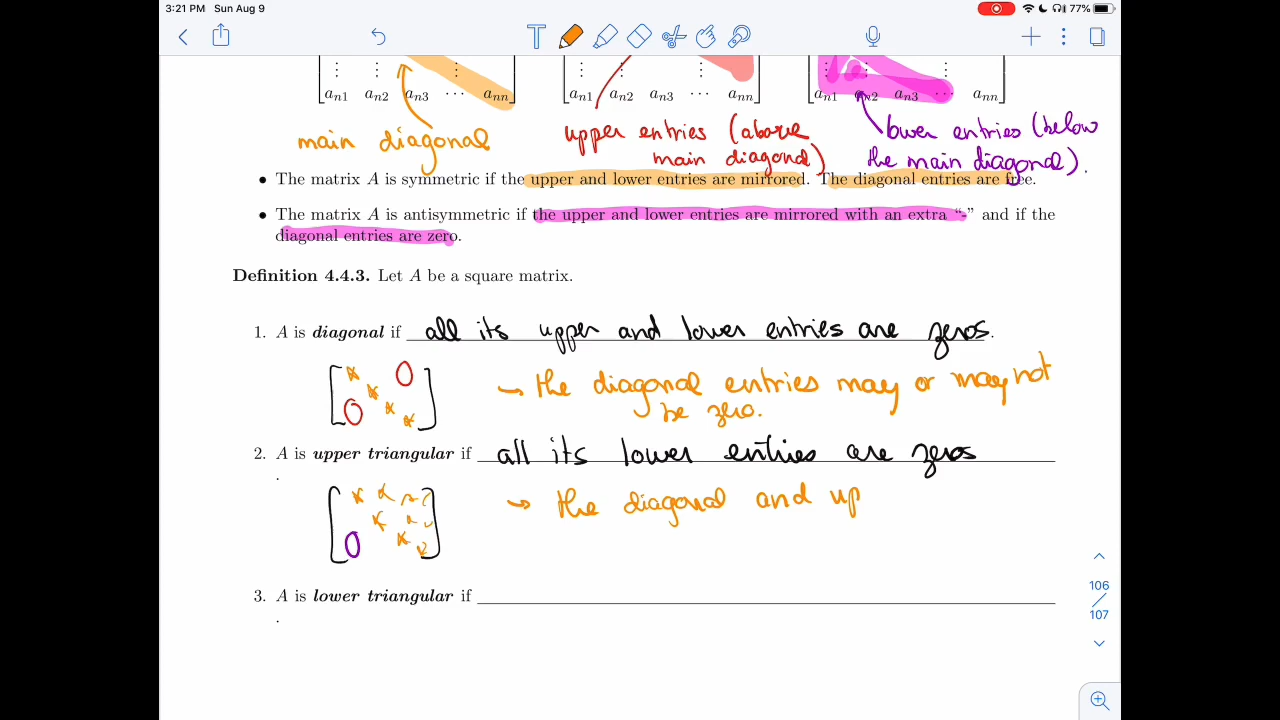 3:21 PM Sun Aug 9
77%
⋮ ⋮ ⋮ ⋮ ⋮ ⋮ ⋮ ⋮ ⋮
a_n1 a_n2 a_n3 ⋯ a_nn a_n1 a_n2 a_n3 ⋯ a_nn a_n1 a_n2 a_n3 ⋯ a_nn
main diagonal
upper entries (above
main diagonal)
lower entries (below
the main diagonal).
• The matrix A is symmetric if the upper and lower entries are mirrored. The diagonal entries are free.
• The matrix A is antisymmetric if the upper and lower entries are mirrored with an extra "-" and if the
diagonal entries are zero.
Definition 4.4.3. Let A be a square matrix.
1. A is diagonal if all its upper and lower entries are zeros.
0
0
→ the diagonal entries may or may not
be zero.
2. A is upper triangular if all its lower entries are zeros
.
0
→ the diagonal and up
3. A is lower triangular if
.
106
107